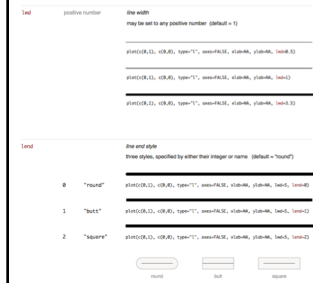 lwd positive number line width
may be set to any positive number (default = 1)
plot(c(0,1), c(0,0), type="l", axes=FALSE, xlab=NA, ylab=NA, lwd=0.5)
plot(c(0,1), c(0,0), type="l", axes=FALSE, xlab=NA, ylab=NA, lwd=1)
plot(c(0,1), c(0,0), type="l", axes=FALSE, xlab=NA, ylab=NA, lwd=3.5)
lend line end style
three styles, specified by either their integer or name (default = "round")
0 "round" plot(c(0,1), c(0,0), type="l", axes=FALSE, xlab=NA, ylab=NA, lwd=5, lend=0)
1 "butt" plot(c(0,1), c(0,0), type="l", axes=FALSE, xlab=NA, ylab=NA, lwd=5, lend=1)
2 "square" plot(c(0,1), c(0,0), type="l", axes=FALSE, xlab=NA, ylab=NA, lwd=5, lend=2)
round butt square